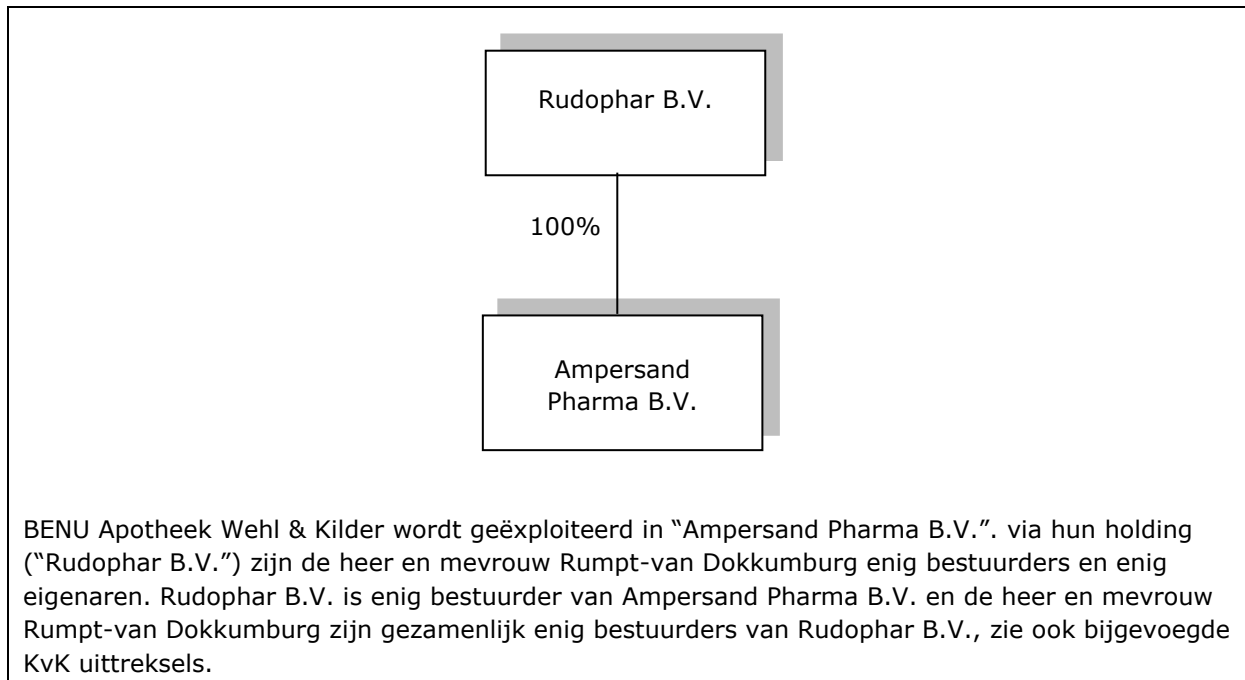 Rudophar B.V.
100%
Ampersand
Pharma B.V.
BENU Apotheek Wehl & Kilder wordt geëxploiteerd in “Ampersand Pharma B.V.”. via hun holding
(“Rudophar B.V.”) zijn de heer en mevrouw Rumpt-van Dokkumburg enig bestuurders en enig
eigenaren. Rudophar B.V. is enig bestuurder van Ampersand Pharma B.V. en de heer en mevrouw
Rumpt-van Dokkumburg zijn gezamenlijk enig bestuurders van Rudophar B.V., zie ook bijgevoegde
KvK uittreksels.